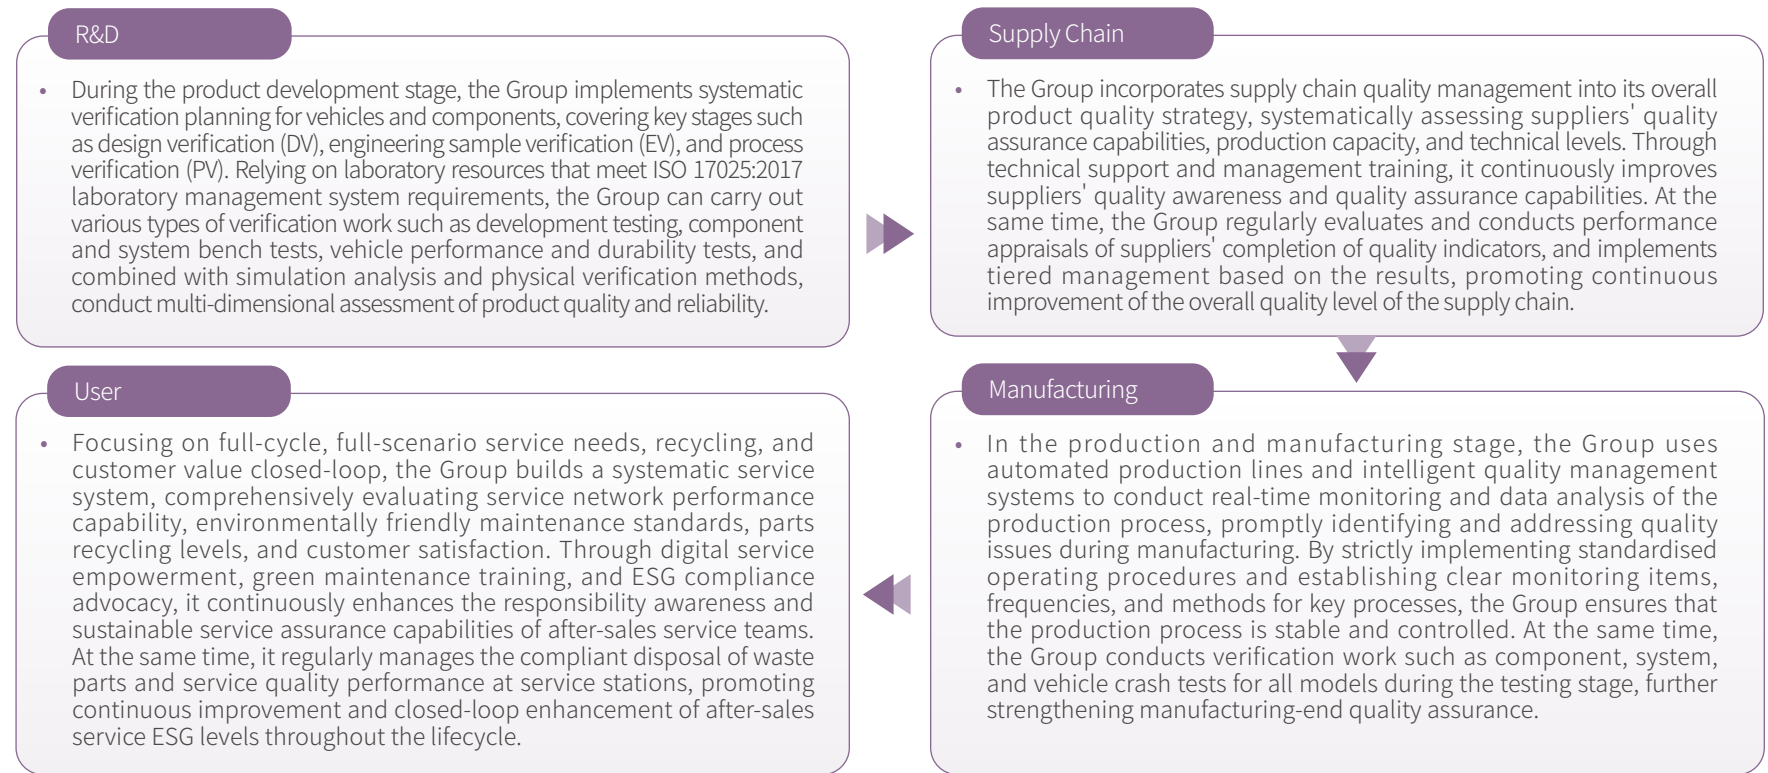 R&D
• During the product development stage, the Group implements systematic
verification planning for vehicles and components, covering key stages such
as design verification (DV), engineering sample verification (EV), and process
verification (PV). Relying on laboratory resources that meet ISO 17025:2017
laboratory management system requirements, the Group can carry out
various types of verification work such as development testing, component
and system bench tests, vehicle performance and durability tests, and
combined with simulation analysis and physical verification methods,
conduct multi-dimensional assessment of product quality and reliability.
Supply Chain
• The Group incorporates supply chain quality management into its overall
product quality strategy, systematically assessing suppliers' quality
assurance capabilities, production capacity, and technical levels. Through
technical support and management training, it continuously improves
suppliers' quality awareness and quality assurance capabilities. At the
same time, the Group regularly evaluates and conducts performance
appraisals of suppliers' completion of quality indicators, and implements
tiered management based on the results, promoting continuous
improvement of the overall quality level of the supply chain.
Manufacturing
• In the production and manufacturing stage, the Group uses
automated production lines and intelligent quality management
systems to conduct real-time monitoring and data analysis of the
production process, promptly identifying and addressing quality
issues during manufacturing. By strictly implementing standardised
operating procedures and establishing clear monitoring items,
frequencies, and methods for key processes, the Group ensures that
the production process is stable and controlled. At the same time,
the Group conducts verification work such as component, system,
and vehicle crash tests for all models during the testing stage, further
strengthening manufacturing-end quality assurance.
User
• Focusing on full-cycle, full-scenario service needs, recycling, and
customer value closed-loop, the Group builds a systematic service
system, comprehensively evaluating service network performance
capability, environmentally friendly maintenance standards, parts
recycling levels, and customer satisfaction. Through digital service
empowerment, green maintenance training, and ESG compliance
advocacy, it continuously enhances the responsibility awareness and
sustainable service assurance capabilities of after-sales service teams.
At the same time, it regularly manages the compliant disposal of waste
parts and service quality performance at service stations, promoting
continuous improvement and closed-loop enhancement of after-sales
service ESG levels throughout the lifecycle.